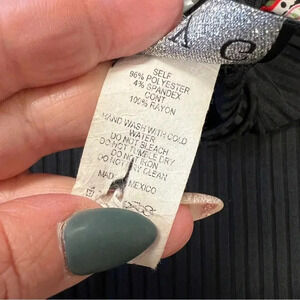 G
SELF
96% POLYESTER
4% SPANDEX
CONT
100% RAYON
HAND WASH WITH COLD
WATER
DO NOT BLEACH
DO NOT TUMBLE DRY
DO NOT IRON
DO NOT DRY CLEAN
MADE MEXICO